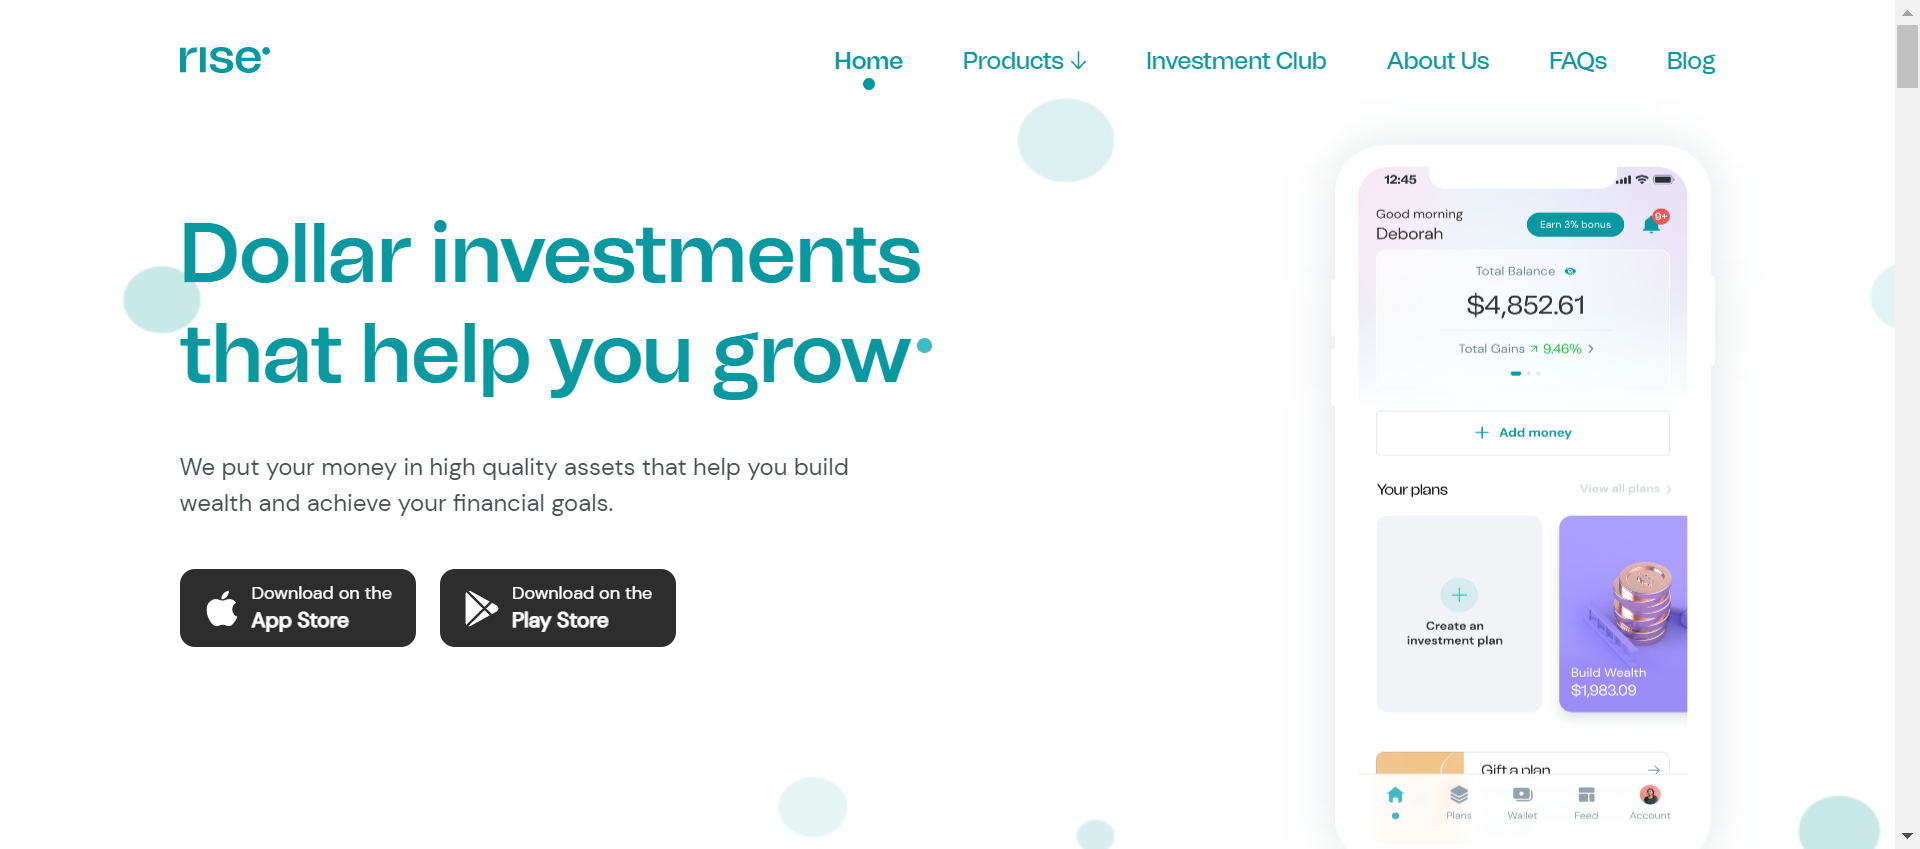 rise
Home
Products ↓
Investment Club
About Us
FAQs
Blog
Dollar investments
that help you grow
We put your money in high quality assets that help you build
wealth and achieve your financial goals.
Download on the
App Store
Download on the
Play Store
12:45
Good morning
Deborah
Earn 3% bonus
9+
Total Balance
$4,852.61
Total Gains 9.46%
+ Add money
Your plans
View all plans
Create an
investment plan
Build Wealth
$1,983.09
Gift a plan
Plans
Wallet
Feed
Account